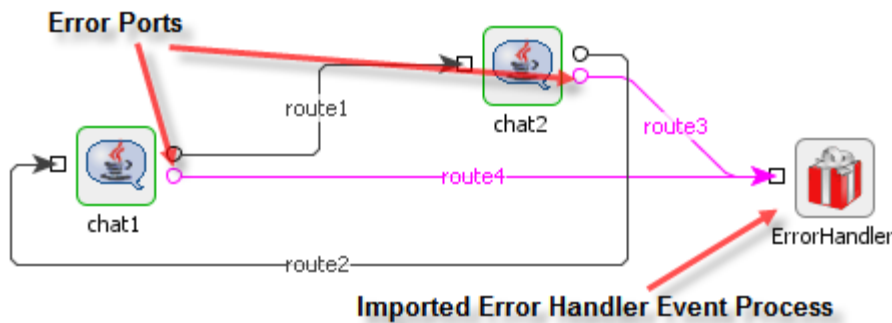 Error Ports
route1
chat2
route3
chat1
route4
ErrorHandler
route2
Imported Error Handler Event Process